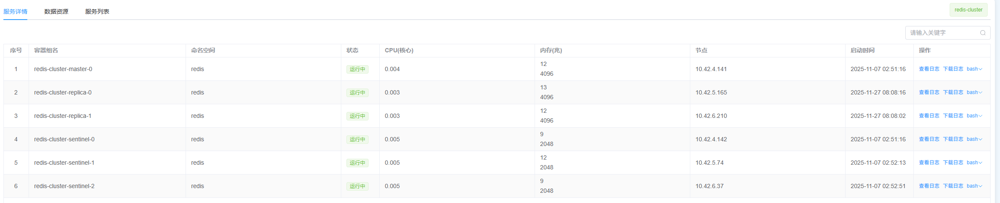 服务详情 数据资源 服务列表 redis-cluster
请输入关键字
序号 容器组名 命名空间 状态 CPU(核心) 内存(兆) 节点 启动时间 操作
1 redis-cluster-master-0 redis 运行中 0.004 12 4096 10.42.4.141 2025-11-07 02:51:16 查看日志 下载日志 bash
2 redis-cluster-replica-0 redis 运行中 0.003 13 4096 10.42.5.165 2025-11-27 08:08:16 查看日志 下载日志 bash
3 redis-cluster-replica-1 redis 运行中 0.003 12 4096 10.42.6.210 2025-11-27 08:08:02 查看日志 下载日志 bash
4 redis-cluster-sentinel-0 redis 运行中 0.005 9 2048 10.42.4.142 2025-11-07 02:51:16 查看日志 下载日志 bash
5 redis-cluster-sentinel-1 redis 运行中 0.005 12 2048 10.42.5.74 2025-11-07 02:52:13 查看日志 下载日志 bash
6 redis-cluster-sentinel-2 redis 运行中 0.005 9 2048 10.42.6.37 2025-11-07 02:52:51 查看日志 下载日志 bash